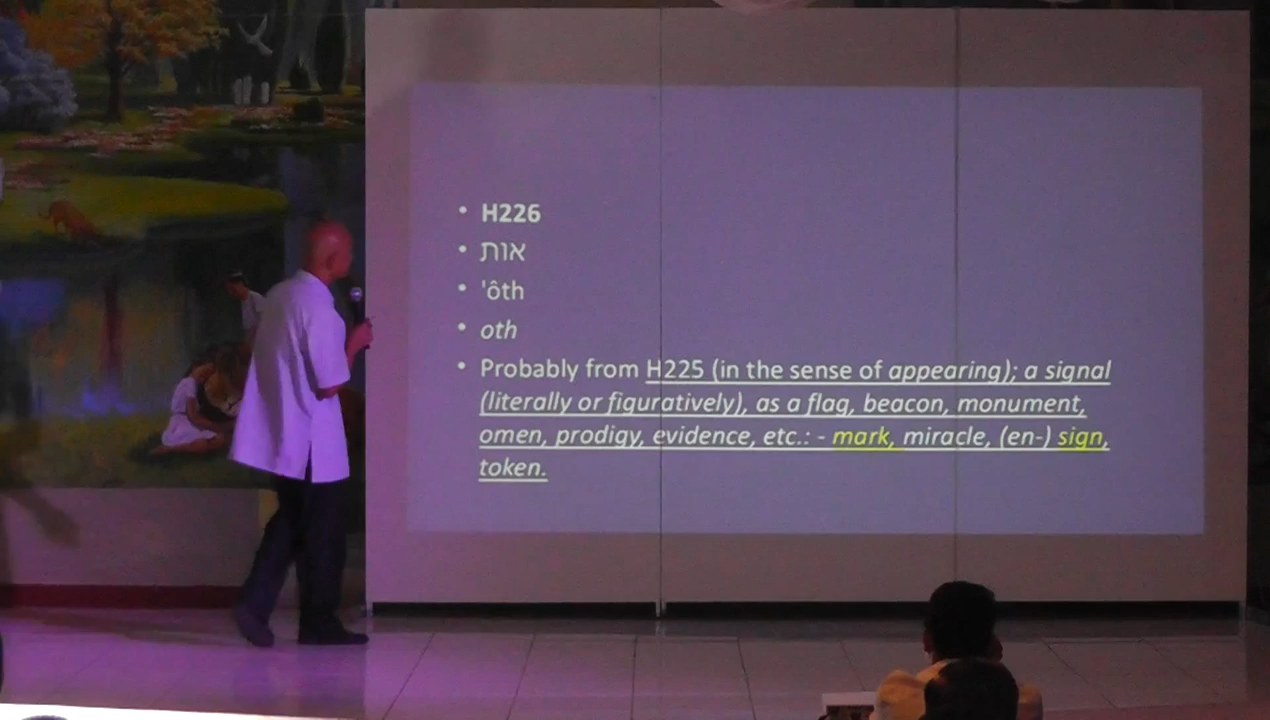 • H226
• אות
• 'ôth
• oth
• Probably from H225 (in the sense of appearing); a signal
(literally or figuratively), as a flag, beacon, monument,
omen, prodigy, evidence, etc.: - mark, miracle, (en-) sign,
token.